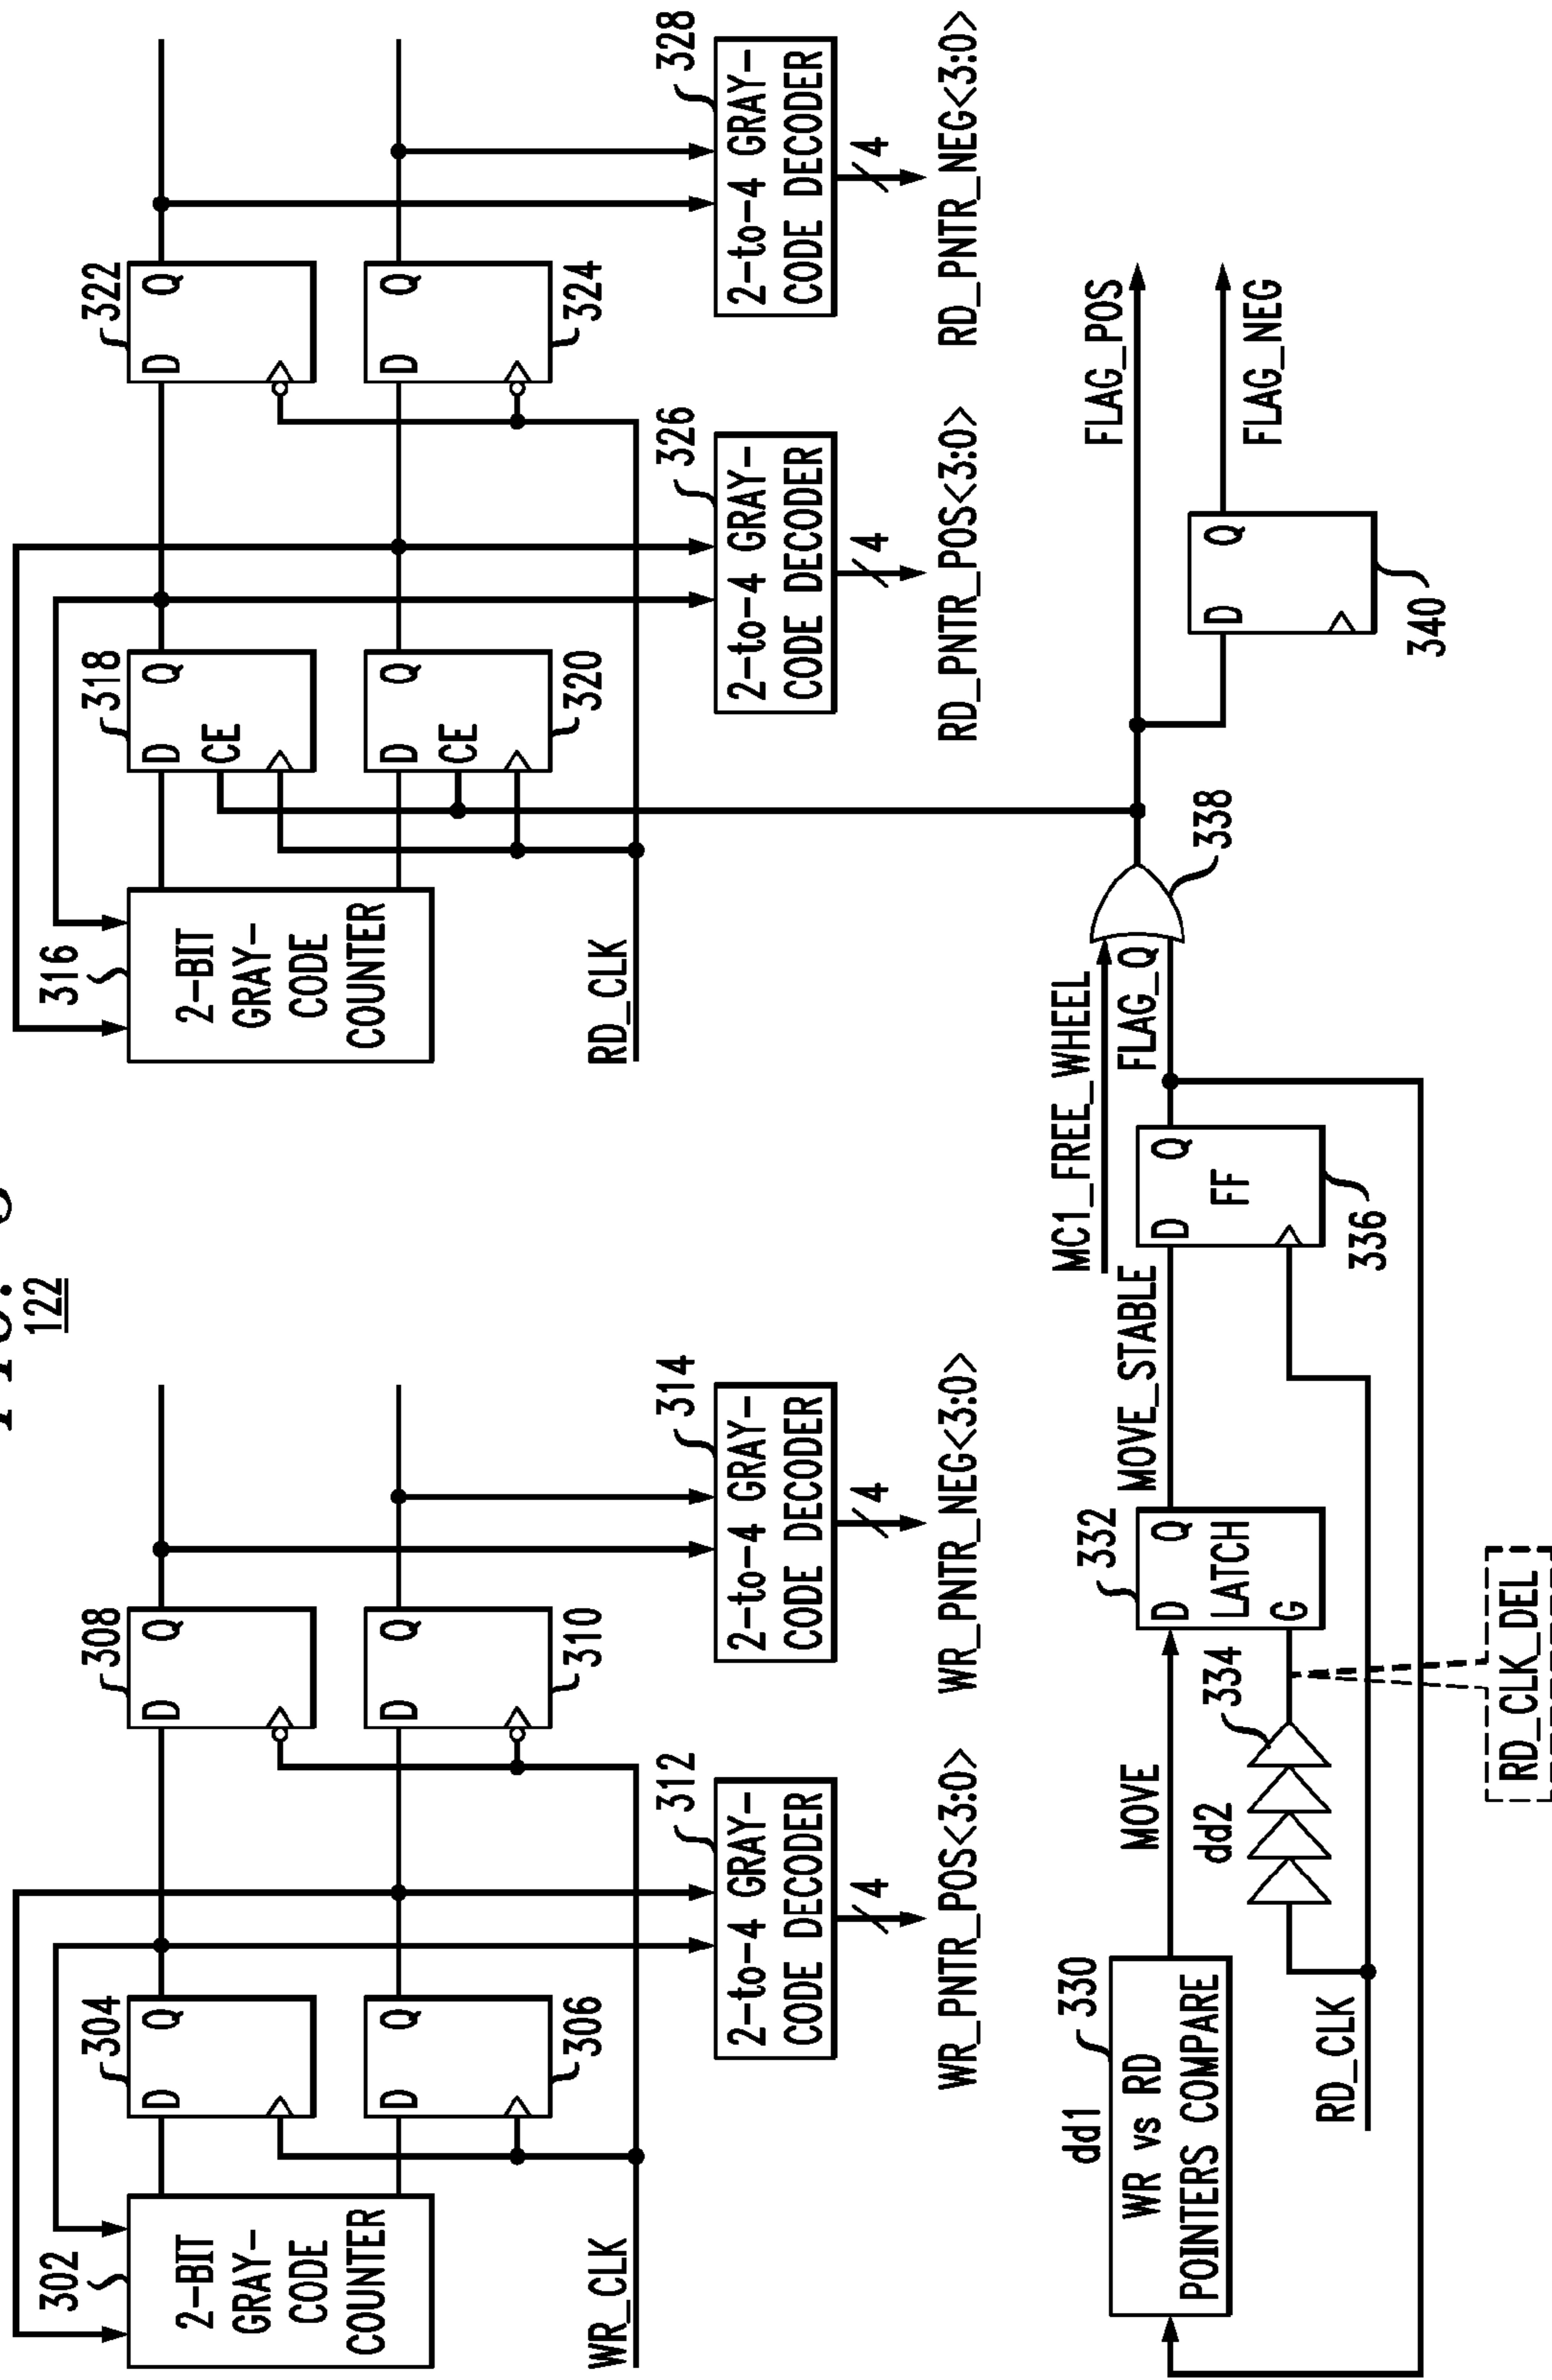 122
302
2-BIT
GRAY-
CODE
COUNTER
304
D Q
306
D Q
308
D Q
310
D Q
WR_CLK
312
2-to-4 GRAY-
CODE DECODER
4
WR_PNTR_POS<3:0>
314
2-to-4 GRAY-
CODE DECODER
4
WR_PNTR_NEG<3:0>
316
2-BIT
GRAY-
CODE
COUNTER
318
D Q
CE
320
D Q
CE
322
D Q
324
D Q
RD_CLK
326
2-to-4 GRAY-
CODE DECODER
4
RD_PNTR_POS<3:0>
328
2-to-4 GRAY-
CODE DECODER
4
RD_PNTR_NEG<3:0>
dd1
330
WR vs RD
POINTERS COMPARE
MOVE
332
D Q
LATCH
G
dd2
334
RD_CLK
RD_CLK_DEL
MOVE_STABLE
D Q
FF
336
MC1_FREE_WHEEL
FLAG_Q
338
FLAG_POS
D Q
340
FLAG_NEG